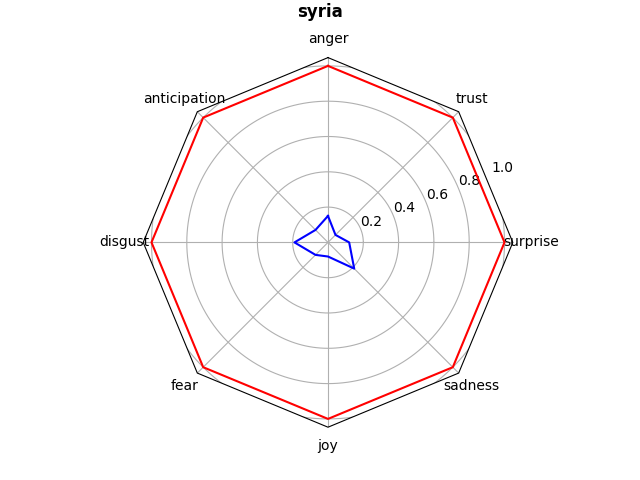 syria
anger
anticipation
trust
1.0
0.8
0.6
0.4
0.2
disgust
surprise
fear
sadness
joy